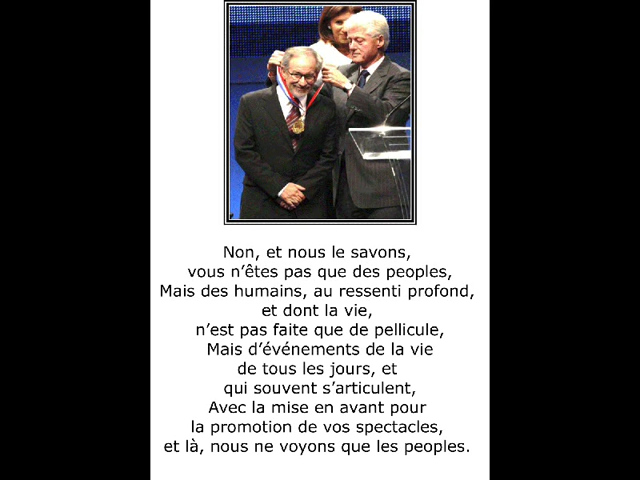 Non, et nous le savons,
vous n'êtes pas que des peoples,
Mais des humains, au ressenti profond,
et dont la vie,
n'est pas faite que de pellicule,
Mais d'événements de la vie
de tous les jours, et
qui souvent s'articulent,
Avec la mise en avant pour
la promotion de vos spectacles,
et là, nous ne voyons que les peoples.